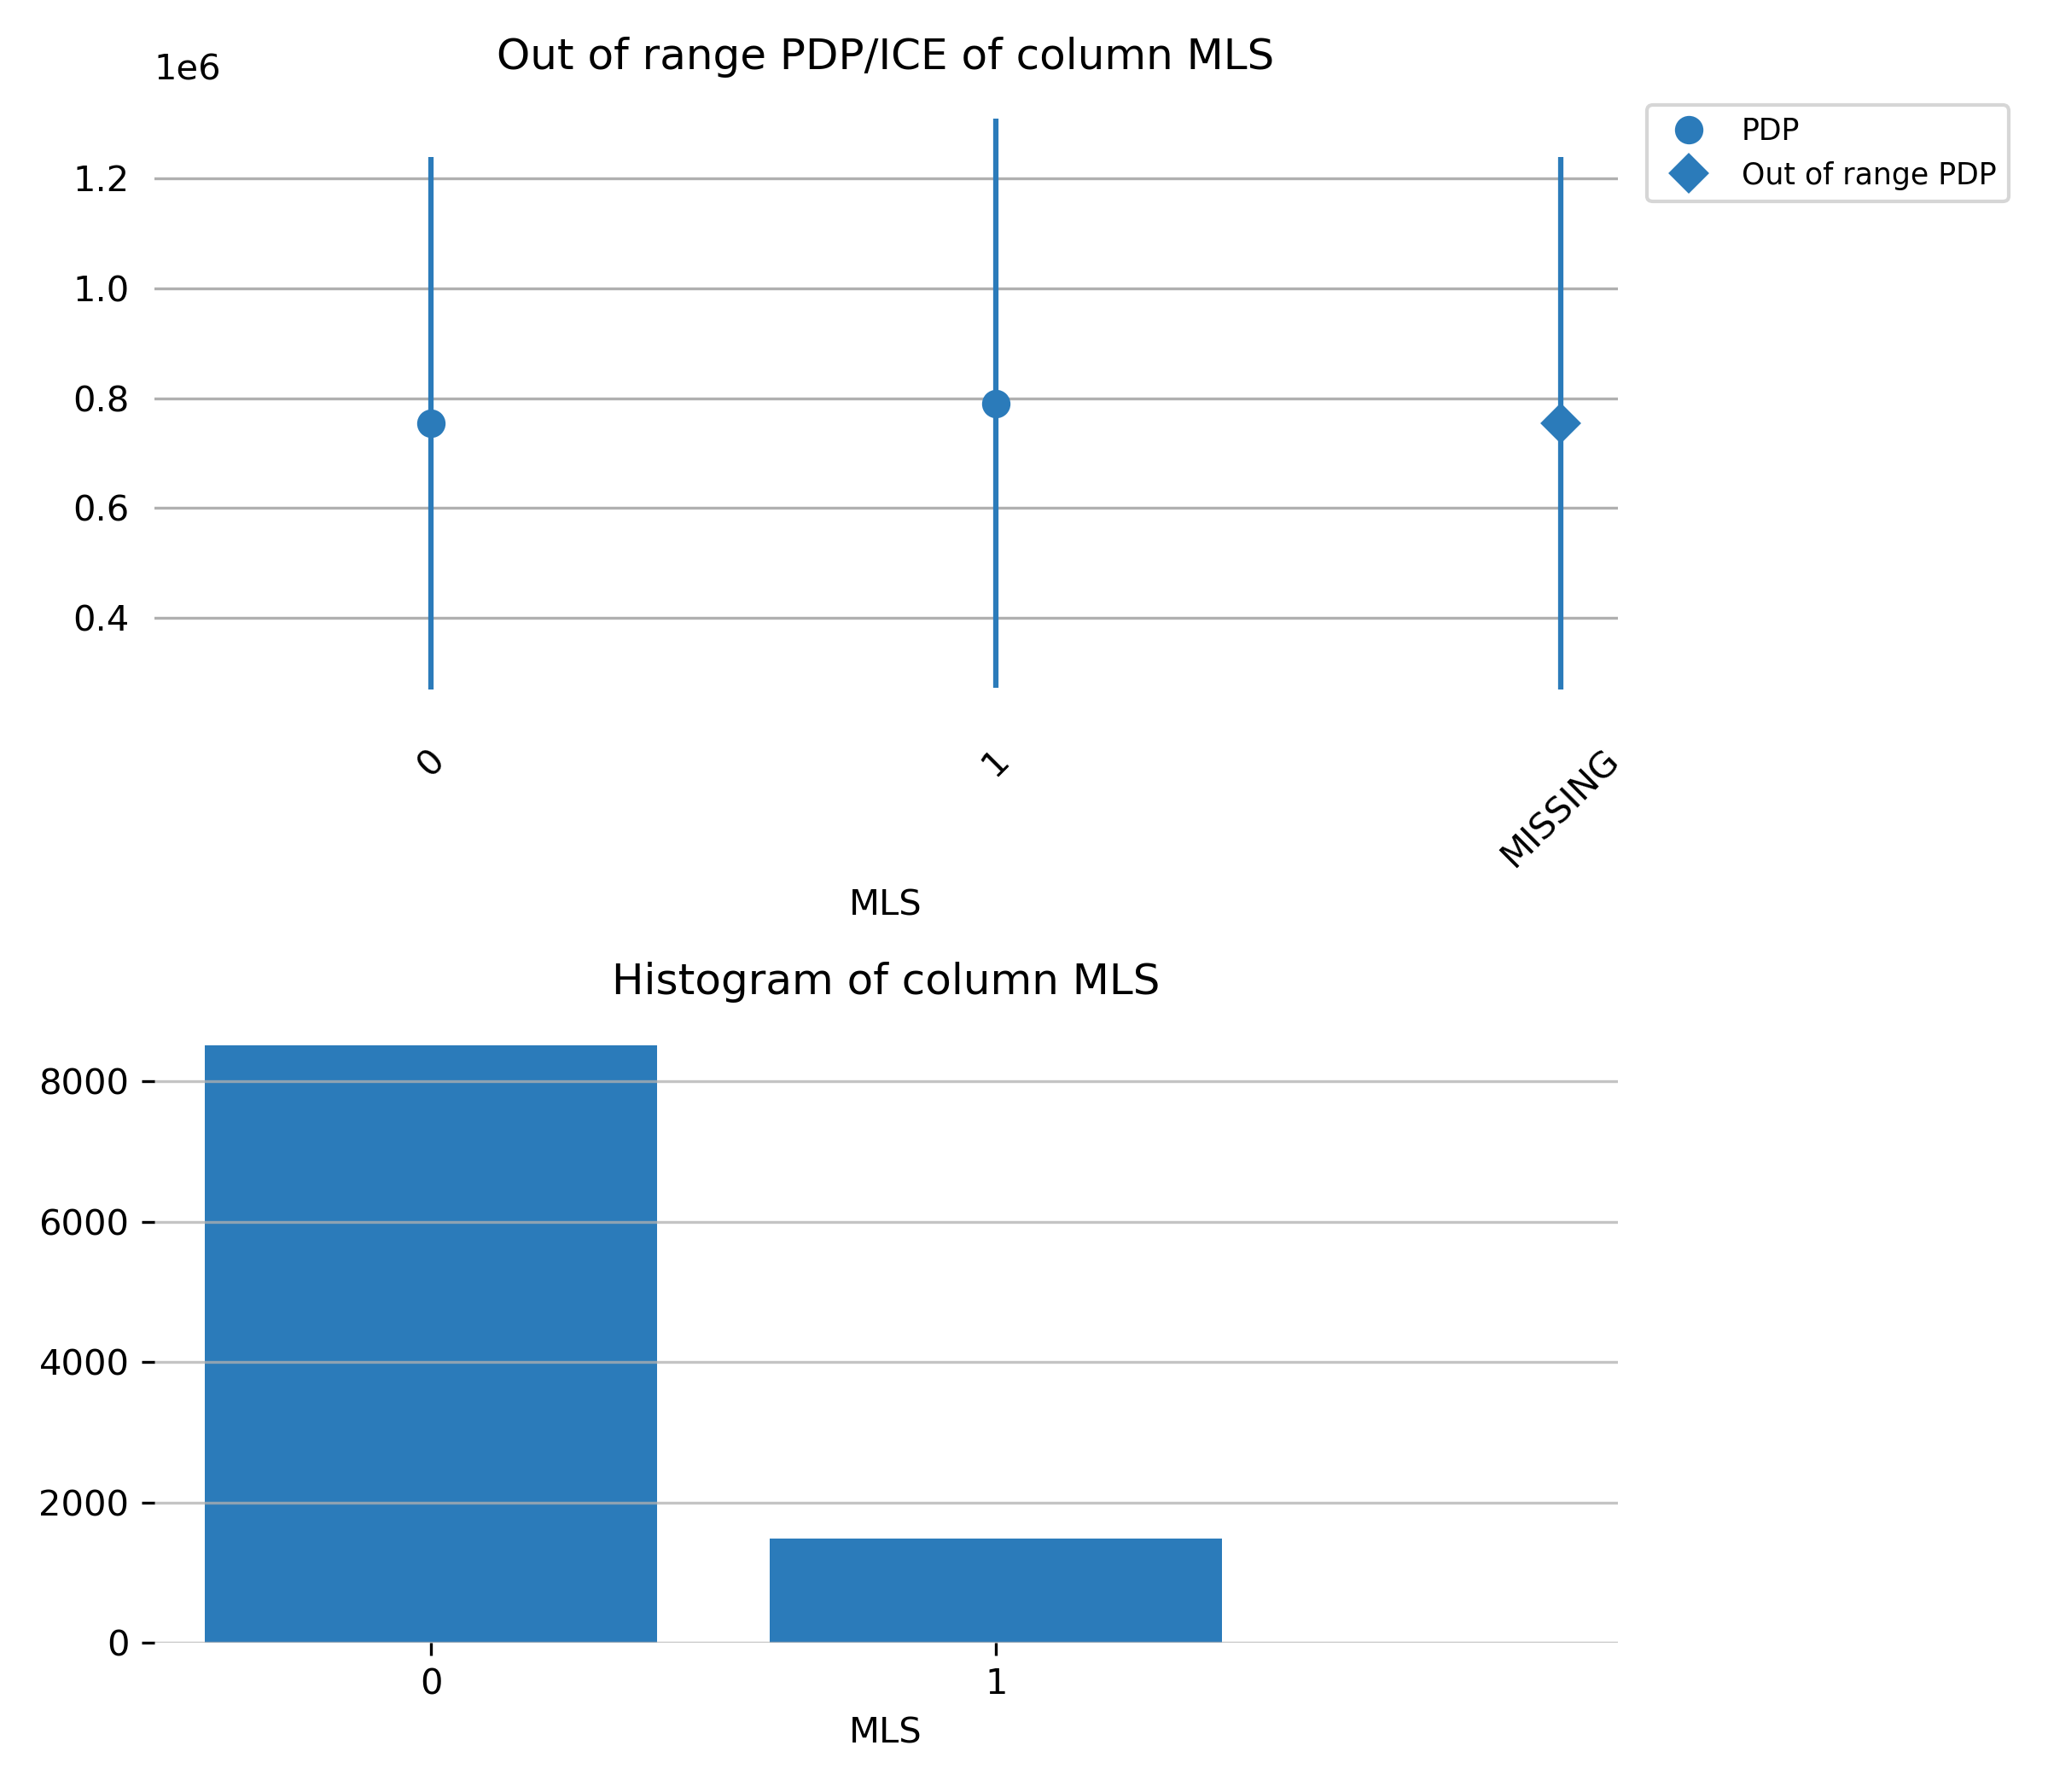 Out of range PDP/ICE of column MLS
1e6
PDP
Out of range PDP
1.2
1.0
0.8
0.6
0.4
0
1
MISSING
MLS
Histogram of column MLS
8000
6000
4000
2000
0
0
1
MLS